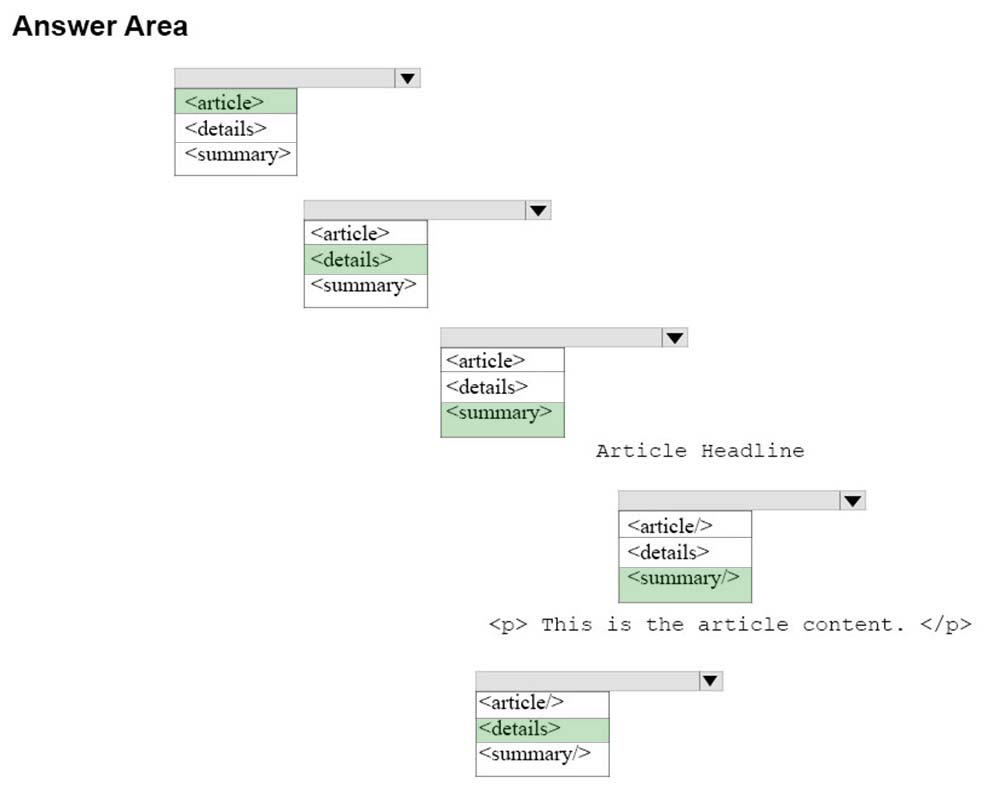 Answer Area
<article>
<details>
<summary>
<article>
<details>
<summary>
<article>
<details>
<summary>
Article Headline
<article/>
<details>
<summary/>
<p> This is the article content. </p>
<article/>
<details>
<summary/>